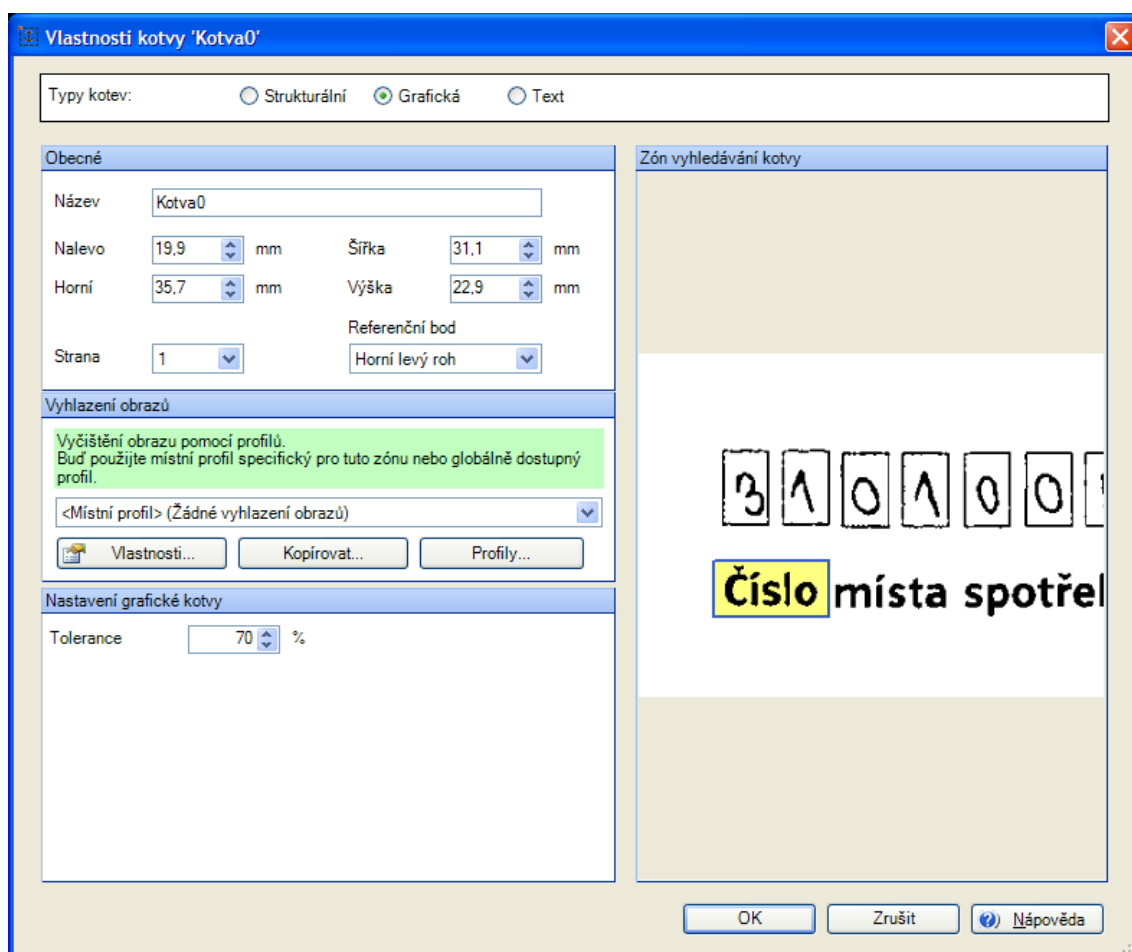 Vlastnosti kotvy 'Kotva0'
Typy kotev: Strukturální Grafická Text
Obecné
Název Kotva0
Nalevo 19,9 mm Šířka 31,1 mm
Horní 35,7 mm Výška 22,9 mm
Referenční bod
Strana 1 Horní levý roh
Vyhlazení obrazů
Vyčištění obrazu pomocí profilů.
Buď použijte místní profil specifický pro tuto zónu nebo globálně dostupný
profil.
<Místní profil> (Žádné vyhlazení obrazů)
Vlastnosti... Kopírovat... Profily...
Nastavení grafické kotvy
Tolerance 70 %
Zón vyhledávání kotvy
3 1 0 1 0 0
Číslo místa spotře
OK Zrušit Nápověda